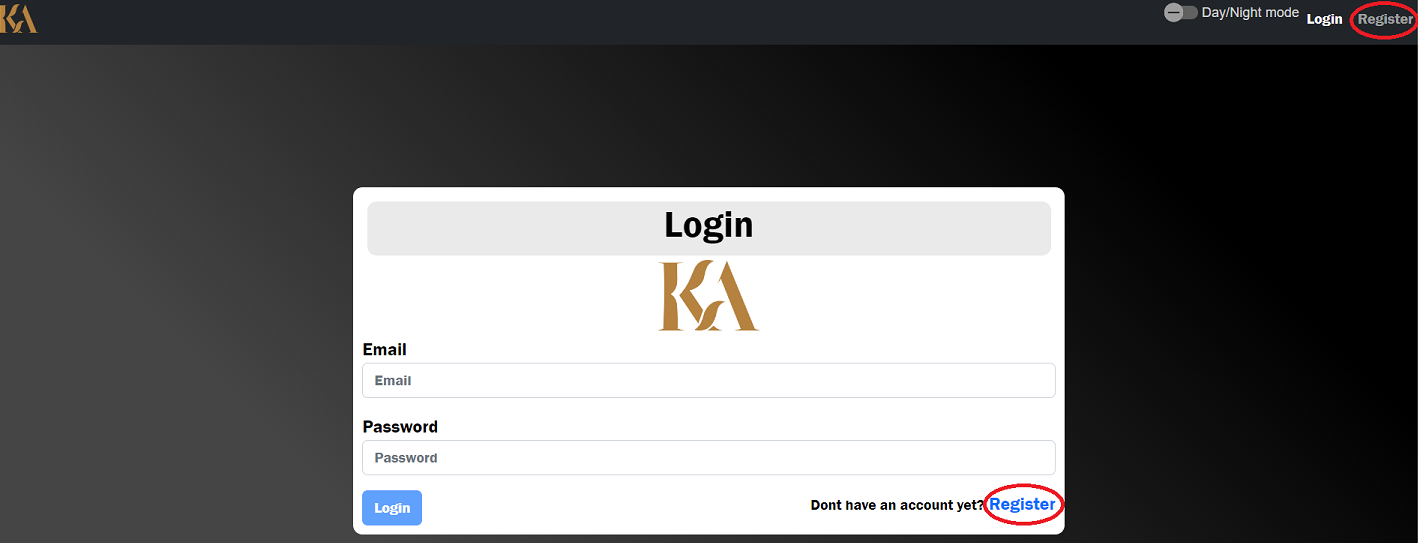 KA
Day/Night mode Login Register
Login
KA
Email
Email
Password
Password
Login
Dont have an account yet? Register